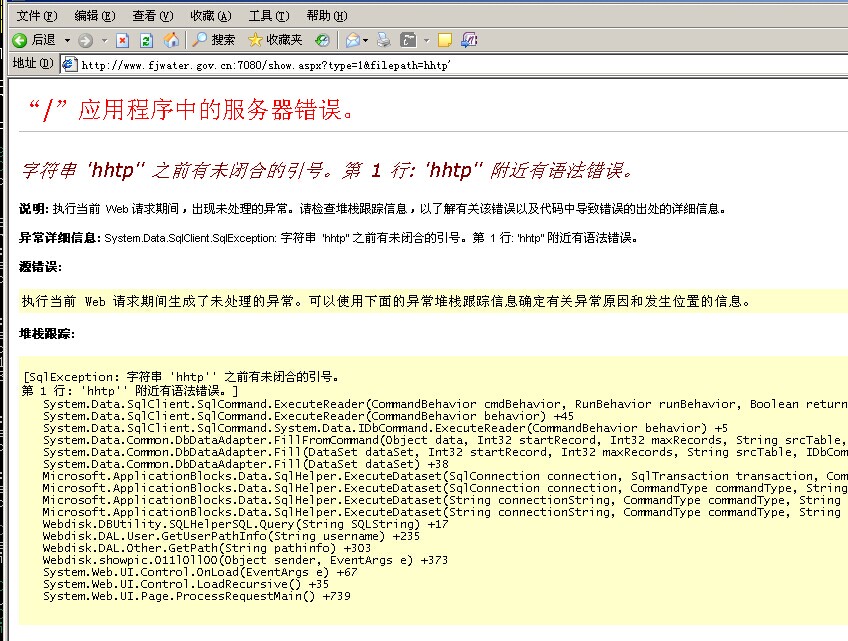 文件(F) 编辑(E) 查看(V) 收藏(A) 工具(T) 帮助(H)
后退 搜索 收藏夹
地址(D) http://www.fjwater.gov.cn:7080/show.aspx?type=1&filepath=hhtp'
“/”应用程序中的服务器错误。
字符串 'hhtp'' 之前有未闭合的引号。第 1 行: 'hhtp'' 附近有语法错误。
说明: 执行当前 Web 请求期间，出现未处理的异常。请检查堆栈跟踪信息，以了解有关该错误以及代码中导致错误的出处的详细信息。
异常详细信息: System.Data.SqlClient.SqlException: 字符串 'hhtp'' 之前有未闭合的引号。第 1 行: 'hhtp'' 附近有语法错误。
源错误:
执行当前 Web 请求期间生成了未处理的异常。可以使用下面的异常堆栈跟踪信息确定有关异常原因和发生位置的信息。
堆栈跟踪:
[SqlException: 字符串 'hhtp'' 之前有未闭合的引号。
第 1 行: 'hhtp'' 附近有语法错误。]
System.Data.SqlClient.SqlCommand.ExecuteReader(CommandBehavior cmdBehavior, RunBehavior runBehavior, Boolean return
System.Data.SqlClient.SqlCommand.ExecuteReader(CommandBehavior behavior) +45
System.Data.SqlClient.SqlCommand.System.Data.IDbCommand.ExecuteReader(CommandBehavior behavior) +5
System.Data.Common.DbDataAdapter.FillFromCommand(Object data, Int32 startRecord, Int32 maxRecords, String srcTable,
System.Data.Common.DbDataAdapter.Fill(DataSet dataSet, Int32 startRecord, Int32 maxRecords, String srcTable, IDbCom
System.Data.Common.DbDataAdapter.Fill(DataSet dataSet) +38
Microsoft.ApplicationBlocks.Data.SqlHelper.ExecuteDataset(SqlConnection connection, SqlTransaction transaction, Com
Microsoft.ApplicationBlocks.Data.SqlHelper.ExecuteDataset(SqlConnection connection, CommandType commandType, String
Microsoft.ApplicationBlocks.Data.SqlHelper.ExecuteDataset(String connectionString, CommandType commandType, String
Microsoft.ApplicationBlocks.Data.SqlHelper.ExecuteDataset(String connectionString, CommandType commandType, String
Webdisk.DBUtility.SQLHelperSQL.Query(String SQLString) +17
Webdisk.DAL.User.GetUserPathInfo(String username) +235
Webdisk.DAL.Other.GetPath(String pathinfo) +303
Webdisk.showpic.O11lOl1OO(Object sender, EventArgs e) +373
System.Web.UI.Control.OnLoad(EventArgs e) +67
System.Web.UI.Control.LoadRecursive() +35
System.Web.UI.Page.ProcessRequestMain() +739